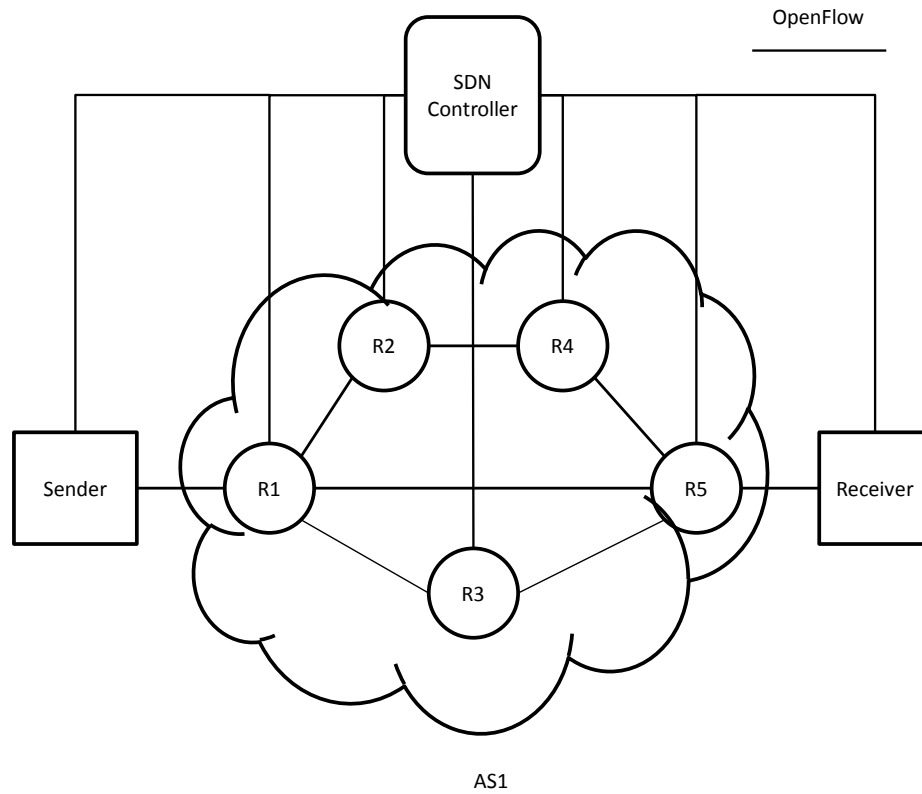 OpenFlow
SDN
Controller
R2
R4
Sender
R1
R5
Receiver
R3
AS1